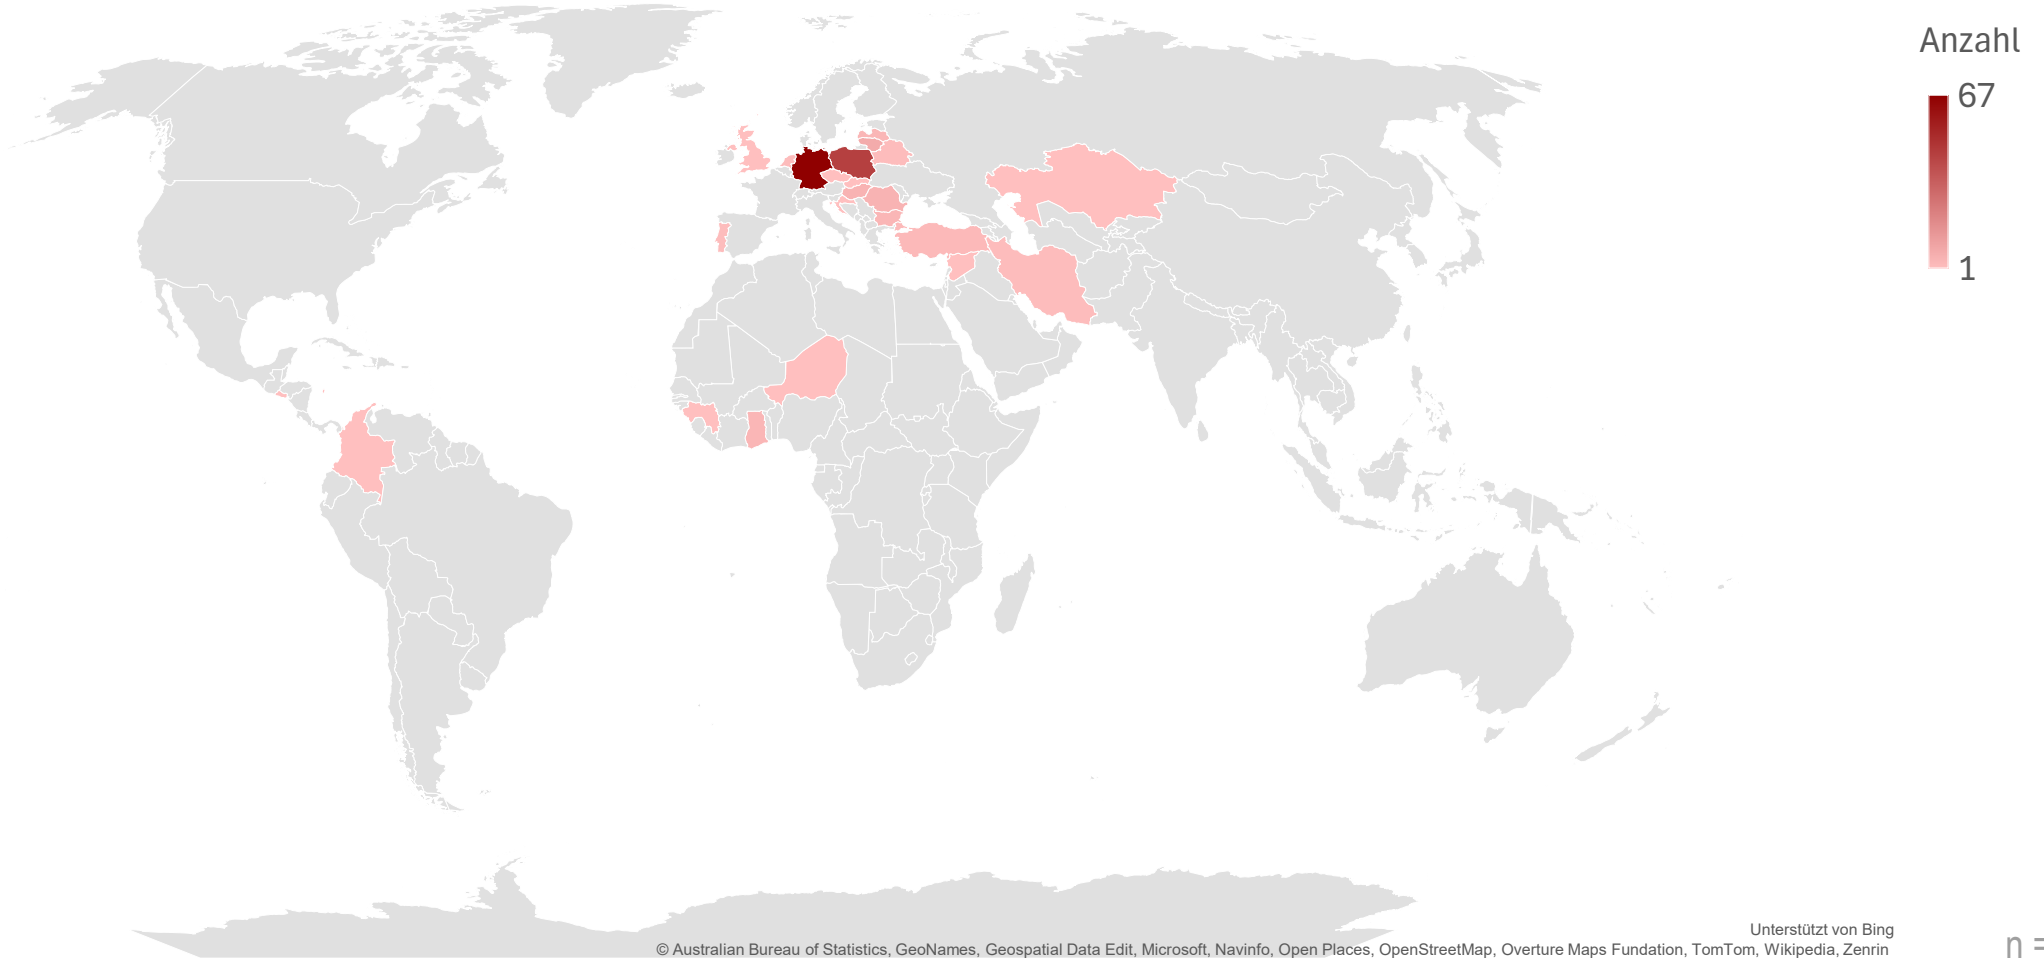 Anzahl
67
1
Unterstützt von Bing
© Australian Bureau of Statistics, GeoNames, Geospatial Data Edit, Microsoft, Navinfo, Open Places, OpenStreetMap, Overture Maps Fundation, TomTom, Wikipedia, Zenrin
n =